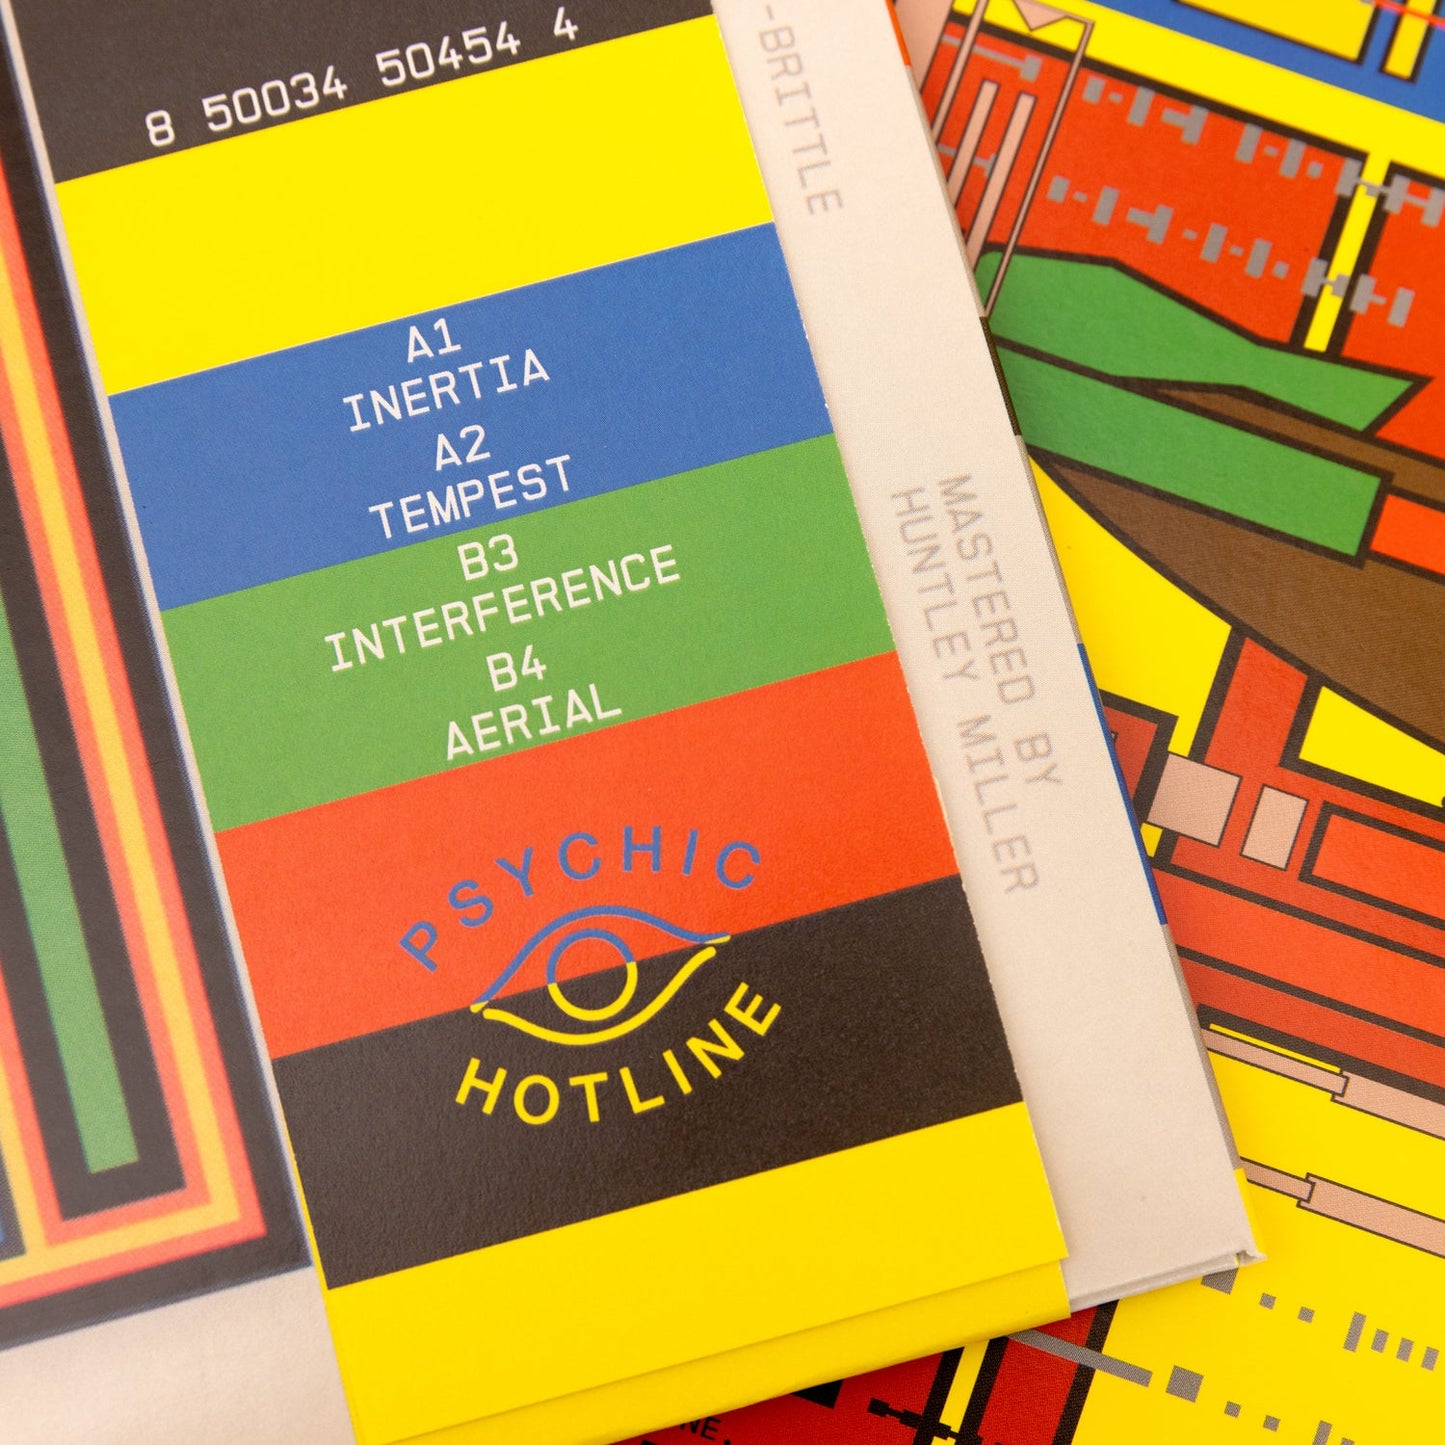 8 50034 50454 4
-BRITTLE
A1
INERTIA
A2
TEMPEST
B3
INTERFERENCE
B4
AERIAL
MASTERED BY
HUNTLEY MILLER
PSYCHIC
HOTLINE